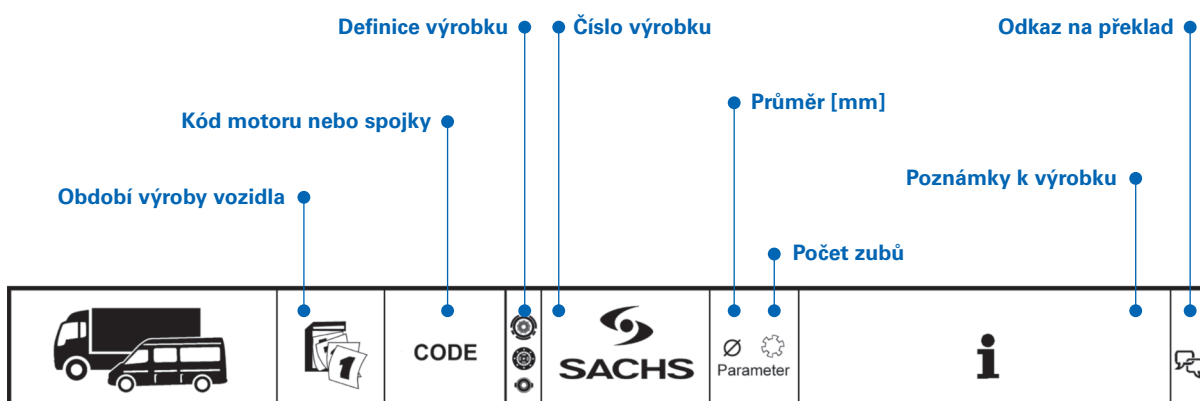 Definice výrobku
Číslo výrobku
Odkaz na překlad
Průměr [mm]
Kód motoru nebo spojky
Poznámky k výrobku
Období výroby vozidla
Počet zubů
1
CODE
SACHS
Ø
Parameter
i